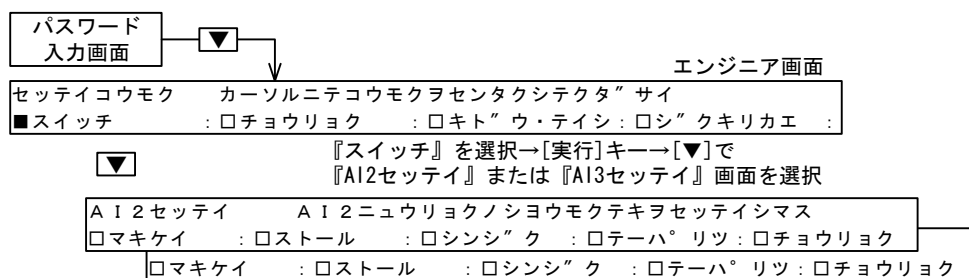 パスワード
入力画面
▼
エンジニア画面
セッテイコウモク　カーソルニテコウモクヲセンタクシテクタ゛サイ
■スイッチ　:□チョウリョク　:□キト゛ウ・テイシ:□シ゛クキリカエ　:
▼
『スイッチ』を選択→[実行]キー→[▼]で
『AI2セッテイ』または『AI3セッテイ』画面を選択
ＡＩ２セッテイ　ＡＩ２ニュウリョクノシヨウモクテキヲセッテイシマス
□マキケイ　:□ストール　:□シンシ゛ク　:□テーハ゜リツ:□チョウリョク
□マキケイ　:□ストール　:□シンシ゛ク　:□テーハ゜リツ:□チョウリョク